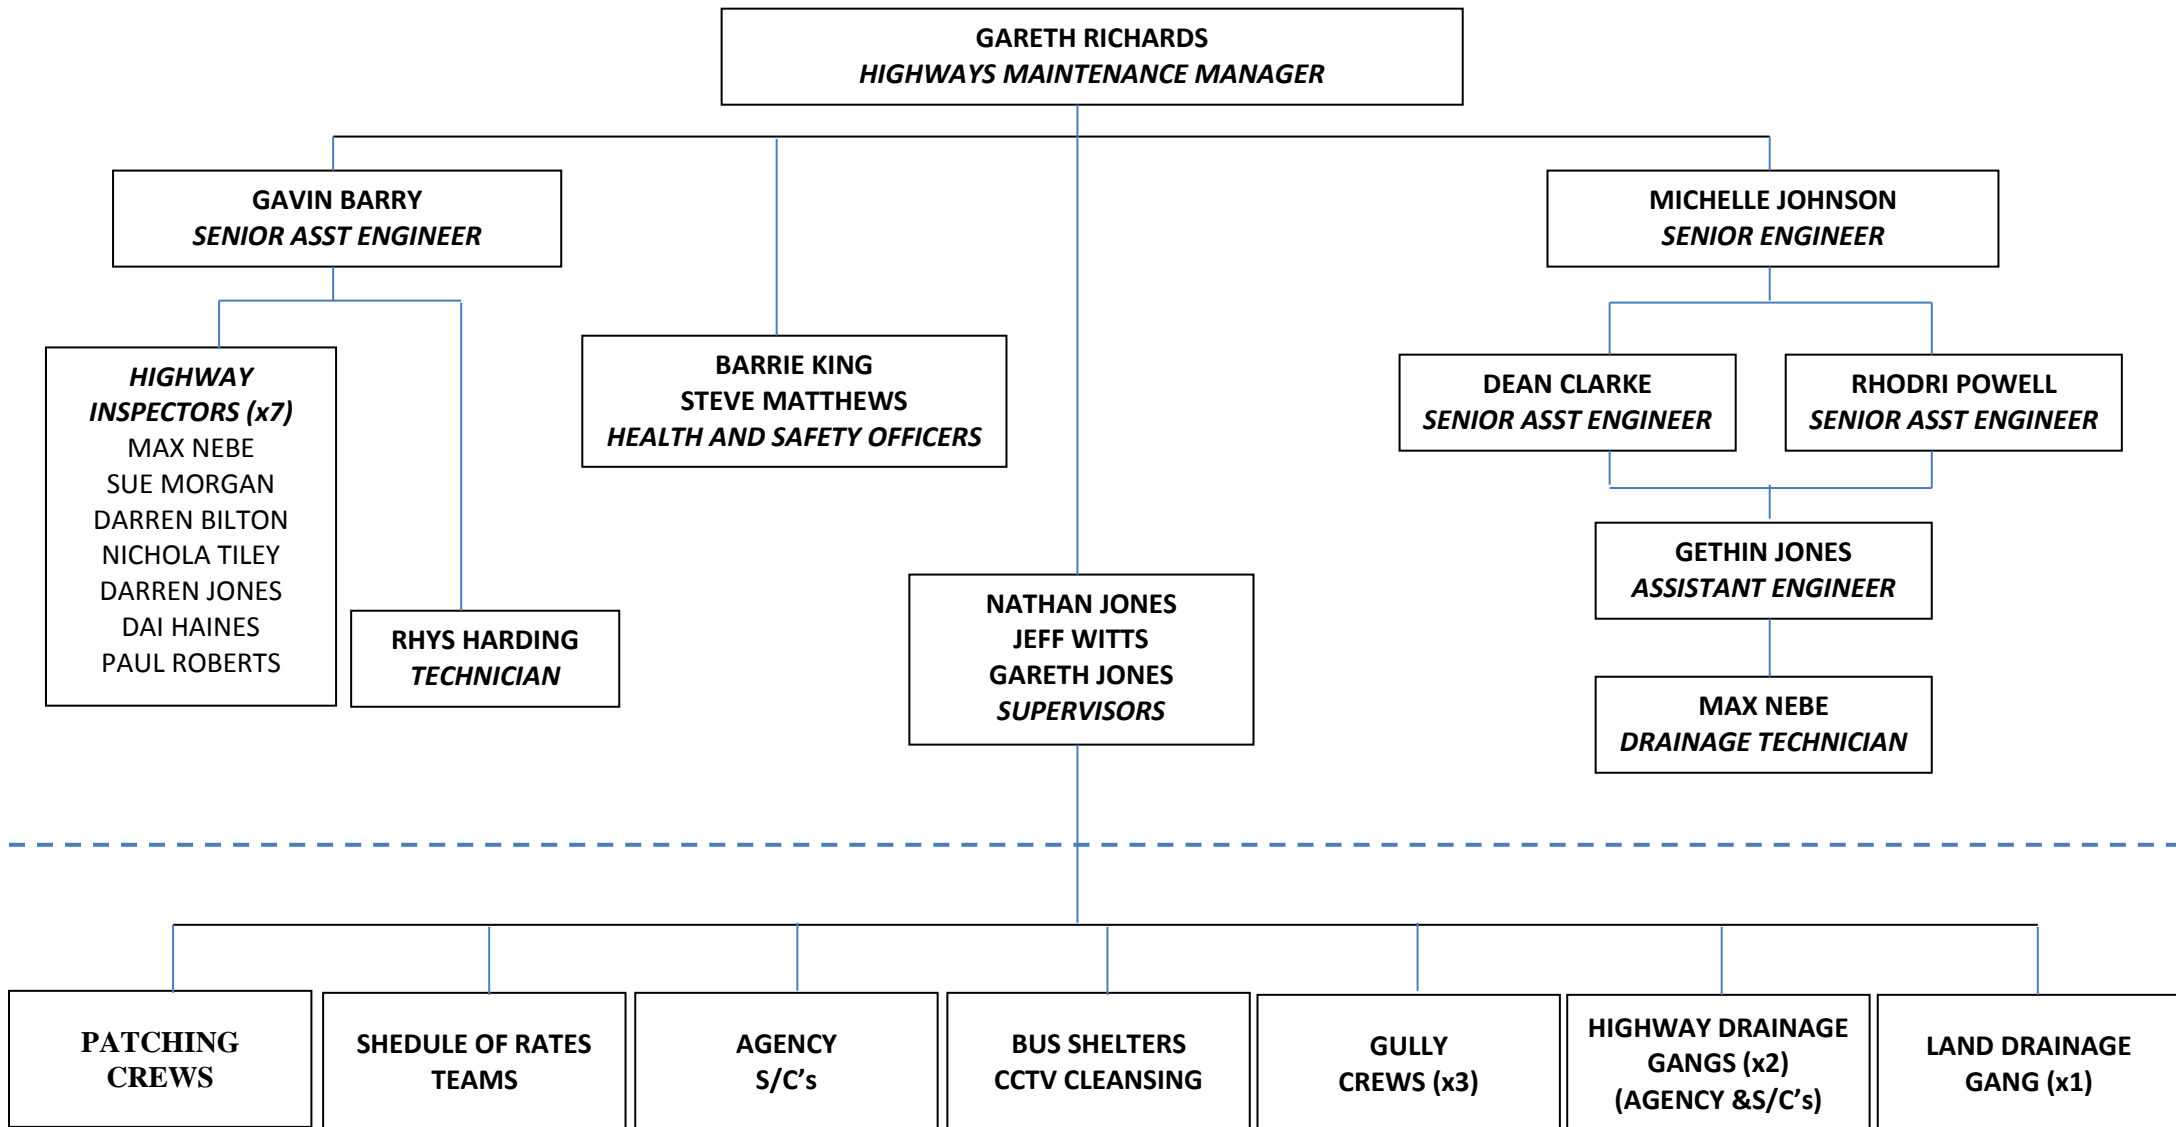 GARETH RICHARDS
HIGHWAYS MAINTENANCE MANAGER
GAVIN BARRY
SENIOR ASST ENGINEER
MICHELLE JOHNSON
SENIOR ENGINEER
HIGHWAY
INSPECTORS (x7)
MAX NEBE
SUE MORGAN
DARREN BILTON
NICHOLA TILEY
DARREN JONES
DAI HAINES
PAUL ROBERTS
RHYS HARDING
TECHNICIAN
BARRIE KING
STEVE MATTHEWS
HEALTH AND SAFETY OFFICERS
NATHAN JONES
JEFF WITTS
GARETH JONES
SUPERVISORS
DEAN CLARKE
SENIOR ASST ENGINEER
RHODRI POWELL
SENIOR ASST ENGINEER
GETHIN JONES
ASSISTANT ENGINEER
MAX NEBE
DRAINAGE TECHNICIAN
PATCHING
CREWS
SHEDULE OF RATES
TEAMS
AGENCY
S/C’s
BUS SHELTERS
CCTV CLEANSING
GULLY
CREWS (x3)
HIGHWAY DRAINAGE
GANGS (x2)
(AGENCY &S/C’s)
LAND DRAINAGE
GANG (x1)